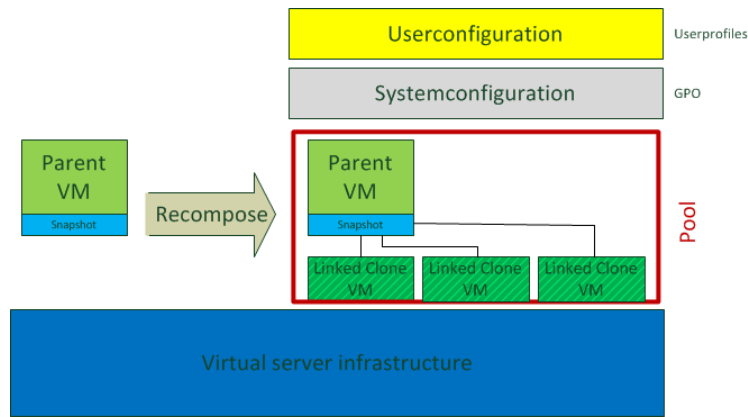 Userconfiguration
Userprofiles
Systemconfiguration
GPO
Parent
VM
Snapshot
Recompose
Parent
VM
Snapshot
Linked Clone
VM
Linked Clone
VM
Linked Clone
VM
Pool
Virtual server infrastructure